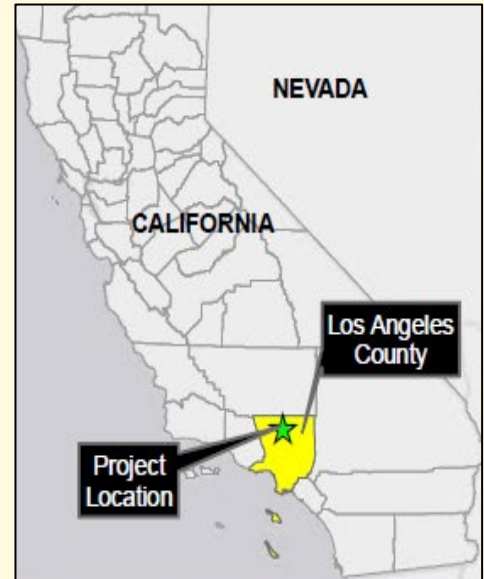 NEVADA
CALIFORNIA
Los Angeles
County
Project
Location